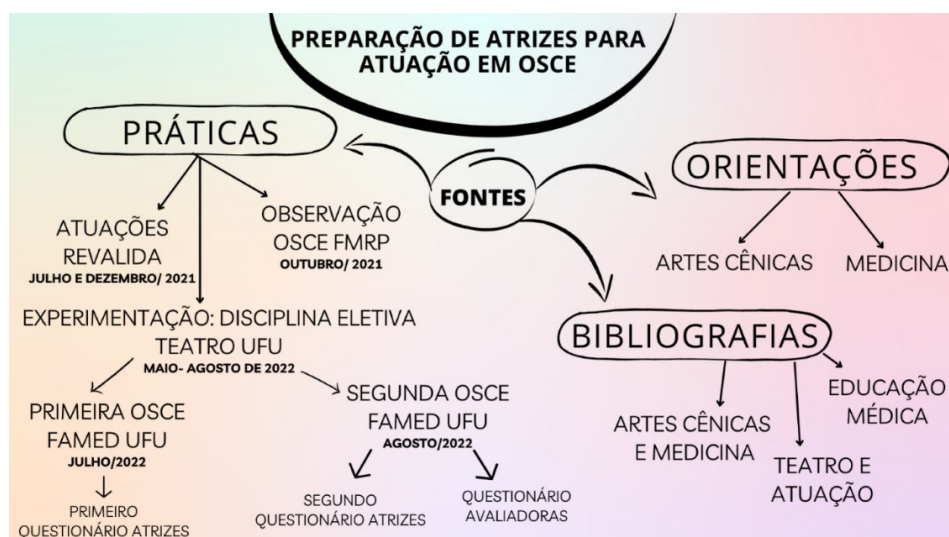 PREPARAÇÃO DE ATRIZES PARA
ATUAÇÃO EM OSCE
FONTES
PRÁTICAS
ATUAÇÕES
REVALIDA
JULHO E DEZEMBRO/ 2021
OBSERVAÇÃO
OSCE FMRP
OUTUBRO/ 2021
EXPERIMENTAÇÃO: DISCIPLINA ELETIVA
TEATRO UFU
MAIO- AGOSTO DE 2022
PRIMEIRA OSCE
FAMED UFU
JULHO/2022
PRIMEIRO
QUESTIONÁRIO ATRIZES
SEGUNDA OSCE
FAMED UFU
AGOSTO/2022
SEGUNDO
QUESTIONÁRIO ATRIZES
QUESTIONÁRIO
AVALIADORAS
ORIENTAÇÕES
ARTES CÊNICAS
MEDICINA
BIBLIOGRAFIAS
ARTES CÊNICAS
E MEDICINA
TEATRO E
ATUAÇÃO
EDUCAÇÃO
MÉDICA